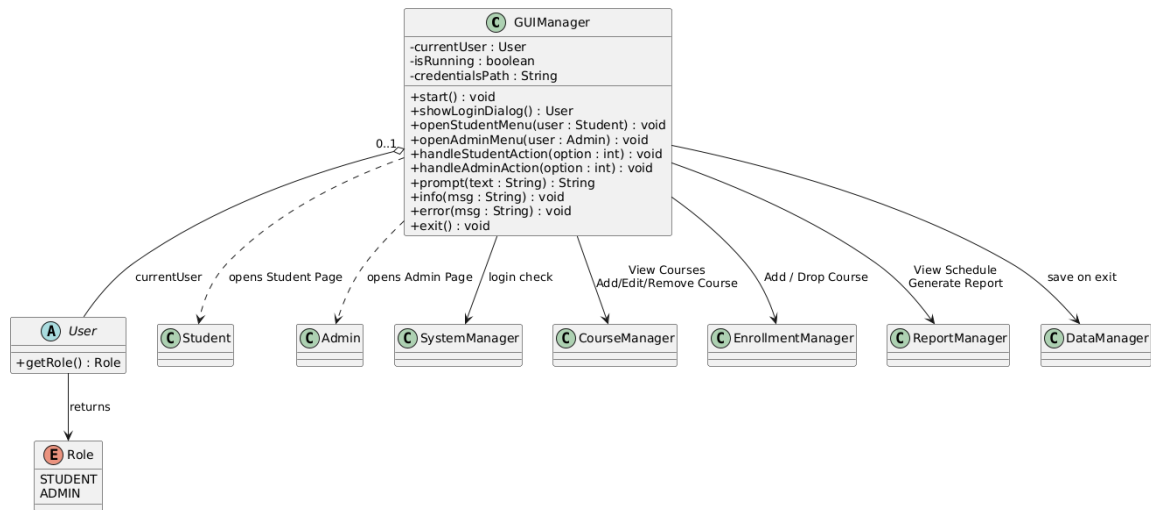 C GUIManager
-currentUser : User
-isRunning : boolean
-credentialsPath : String
+start() : void
+showLoginDialog() : User
+openStudentMenu(user : Student) : void
+openAdminMenu(user : Admin) : void
+handleStudentAction(option : int) : void
+handleAdminAction(option : int) : void
+prompt(text : String) : String
+info(msg : String) : void
+error(msg : String) : void
+exit() : void
0..1
currentUser
opens Student Page
opens Admin Page
login check
View Courses
Add/Edit/Remove Course
Add / Drop Course
View Schedule
Generate Report
save on exit
A User
+getRole() : Role
C Student
C Admin
C SystemManager
C CourseManager
C EnrollmentManager
C ReportManager
C DataManager
returns
E Role
STUDENT
ADMIN